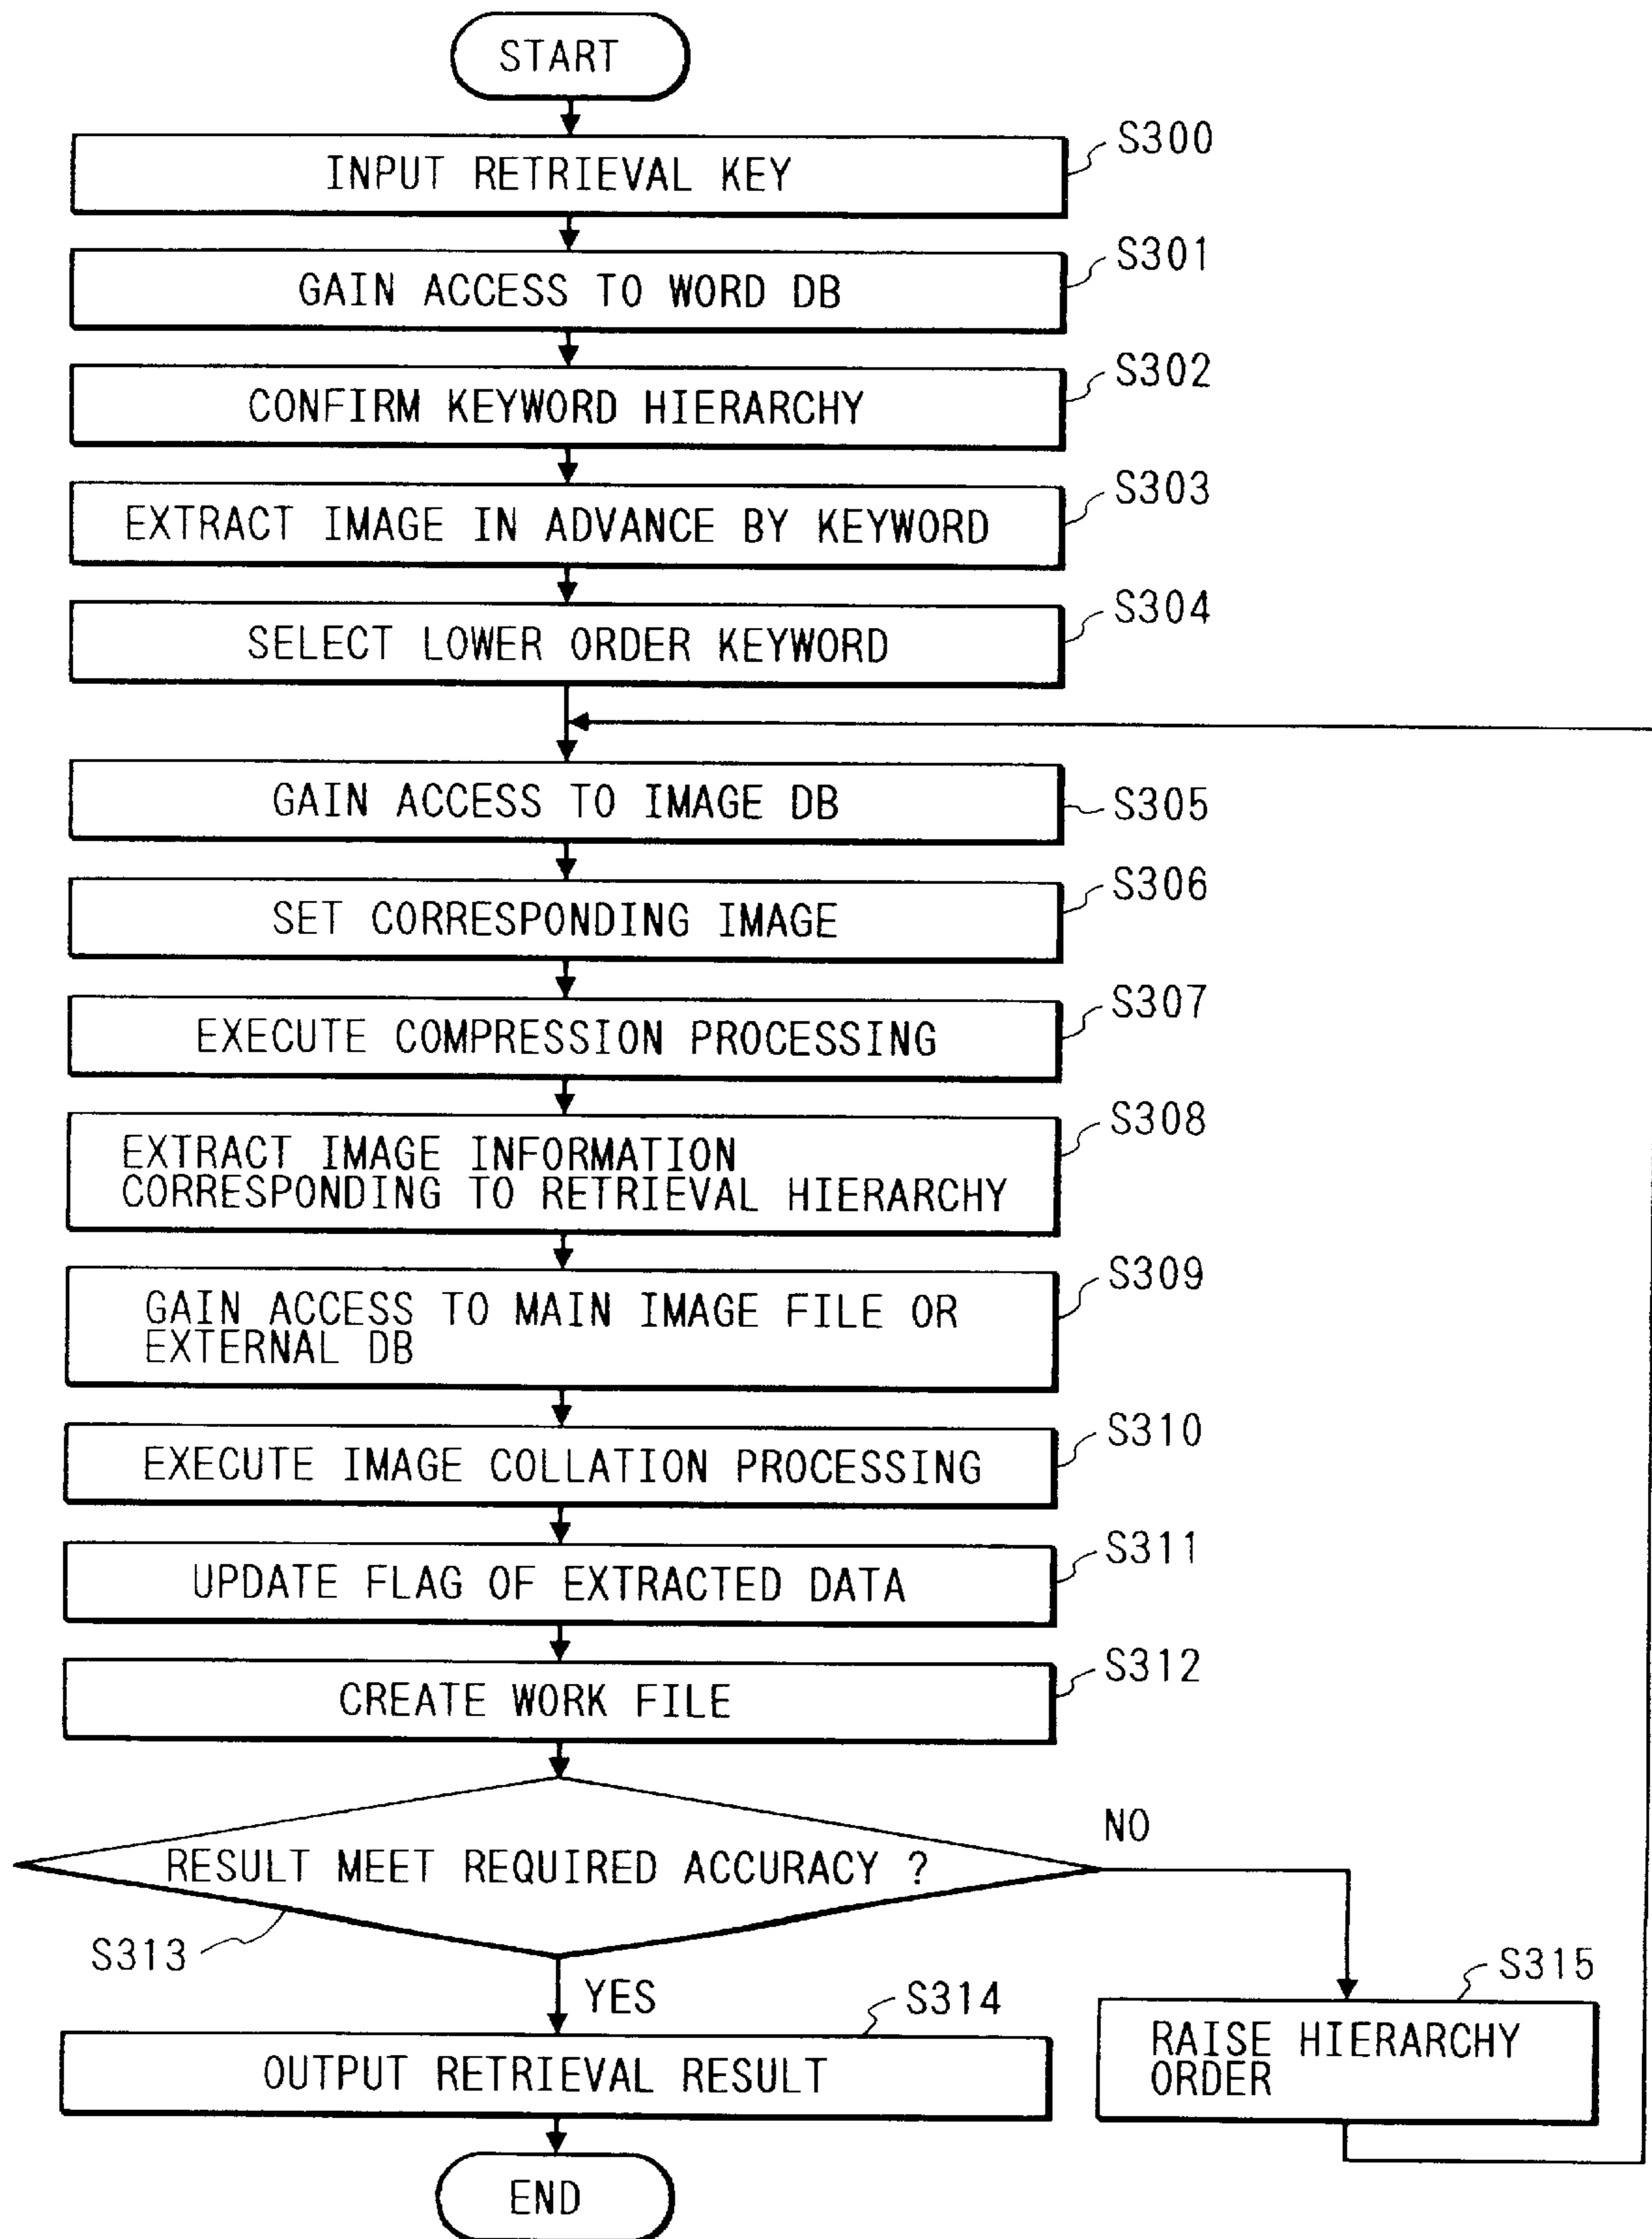 START
INPUT RETRIEVAL KEY
S300
GAIN ACCESS TO WORD DB
S301
CONFIRM KEYWORD HIERARCHY
S302
EXTRACT IMAGE IN ADVANCE BY KEYWORD
S303
SELECT LOWER ORDER KEYWORD
S304
GAIN ACCESS TO IMAGE DB
S305
SET CORRESPONDING IMAGE
S306
EXECUTE COMPRESSION PROCESSING
S307
EXTRACT IMAGE INFORMATION
CORRESPONDING TO RETRIEVAL HIERARCHY
S308
GAIN ACCESS TO MAIN IMAGE FILE OR
EXTERNAL DB
S309
EXECUTE IMAGE COLLATION PROCESSING
S310
UPDATE FLAG OF EXTRACTED DATA
S311
CREATE WORK FILE
S312
RESULT MEET REQUIRED ACCURACY ?
NO
S313
YES
S314
OUTPUT RETRIEVAL RESULT
S315
RAISE HIERARCHY
ORDER
END